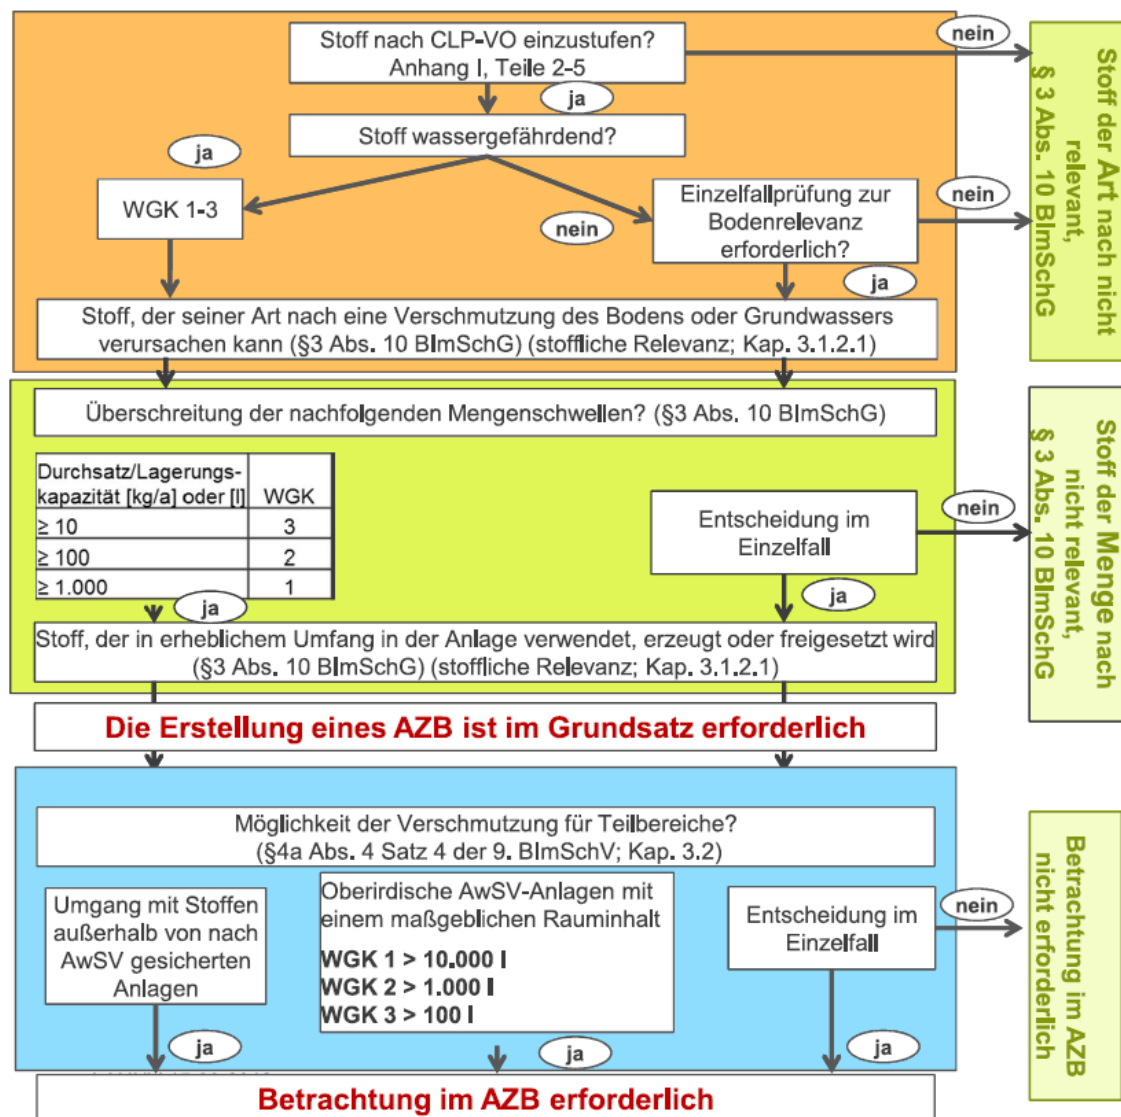 Stoff nach CLP-VO einzustufen?
Anhang I, Teile 2-5
nein
ja
Stoff wassergefährdend?
ja
WGK 1-3
nein
Einzelfallprüfung zur
Bodenrelevanz
erforderlich?
nein
ja
Stoff der Art nach nicht
relevant,
§ 3 Abs. 10 BImSchG
Stoff, der seiner Art nach eine Verschmutzung des Bodens oder Grundwassers
verursachen kann (§3 Abs. 10 BImSchG) (stoffliche Relevanz; Kap. 3.1.2.1)
Überschreitung der nachfolgenden Mengenschwellen? (§3 Abs. 10 BImSchG)
Durchsatz/Lagerungs-
kapazität [kg/a] oder [l] WGK
≥ 10 3
≥ 100 2
≥ 1.000 1
ja
Entscheidung im
Einzelfall
nein
ja
Stoff der Menge nach
nicht relevant,
§ 3 Abs. 10 BImSchG
Stoff, der in erheblichem Umfang in der Anlage verwendet, erzeugt oder freigesetzt wird
(§3 Abs. 10 BImSchG) (stoffliche Relevanz; Kap. 3.1.2.1)
Die Erstellung eines AZB ist im Grundsatz erforderlich
Möglichkeit der Verschmutzung für Teilbereiche?
(§4a Abs. 4 Satz 4 der 9. BImSchV; Kap. 3.2)
Umgang mit Stoffen
außerhalb von nach
AwSV gesicherten
Anlagen
ja
Oberirdische AwSV-Anlagen mit
einem maßgeblichen Rauminhalt
WGK 1 > 10.000 l
WGK 2 > 1.000 l
WGK 3 > 100 l
ja
Entscheidung im
Einzelfall
nein
ja
Betrachtung im AZB
nicht erforderlich
Betrachtung im AZB erforderlich